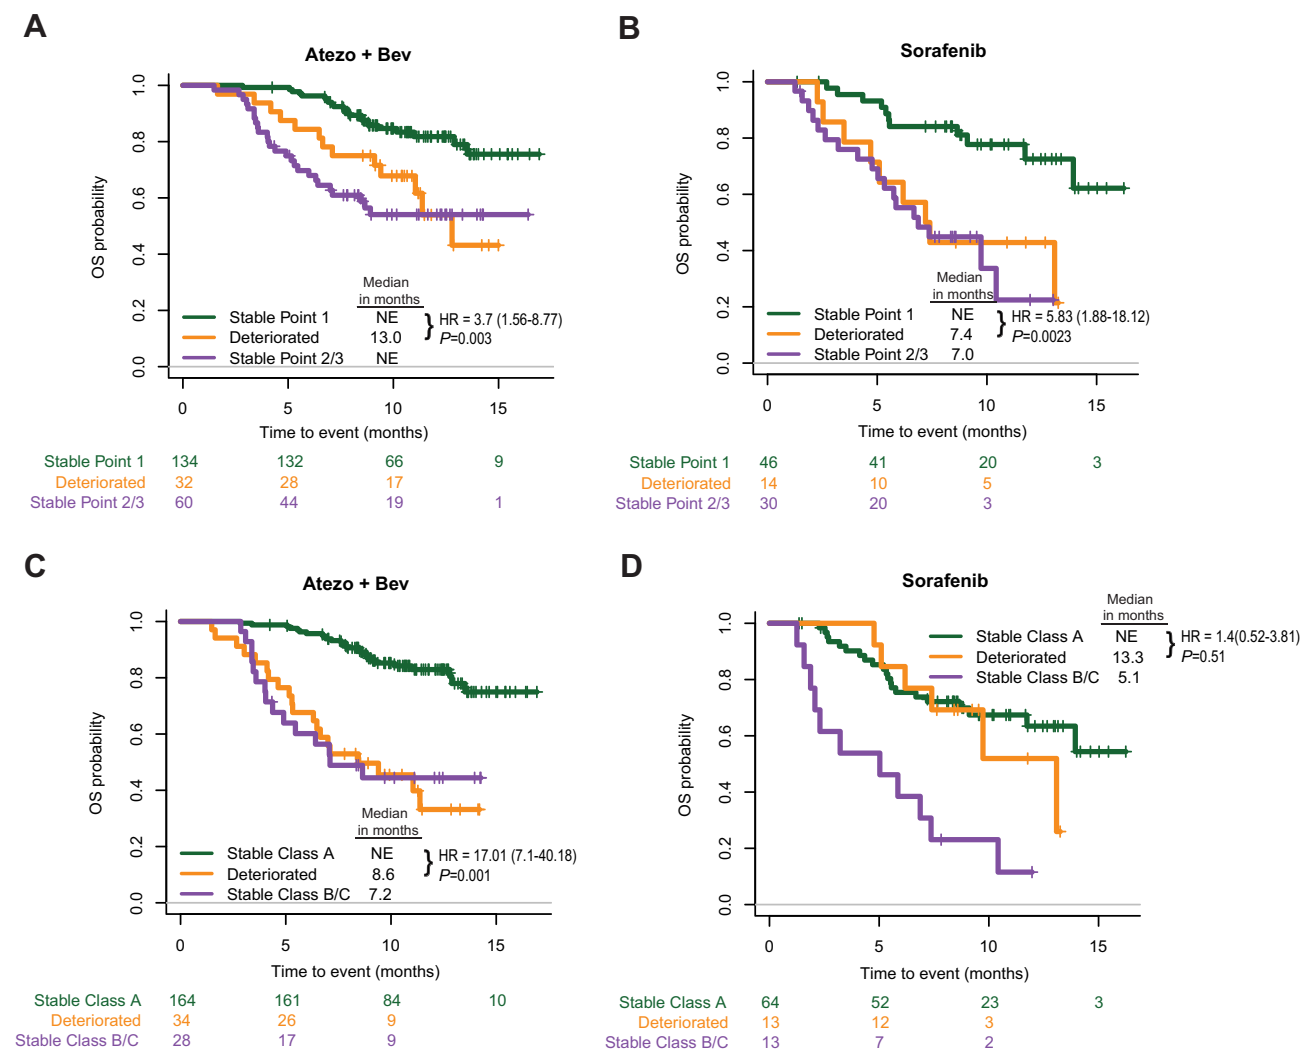 A
Atezo + Bev
OS probability
1.0
0.8
0.6
0.4
0.2
0.0
Median
in months
Stable Point 1 NE
Deteriorated 13.0
Stable Point 2/3 NE
} HR = 3.7 (1.56-8.77)
P=0.003
0 5 10 15
Time to event (months)
Stable Point 1 134 132 66 9
Deteriorated 32 28 17
Stable Point 2/3 60 44 19 1
B
Sorafenib
OS probability
1.0
0.8
0.6
0.4
0.2
0.0
Median
in months
Stable Point 1 NE
Deteriorated 7.4
Stable Point 2/3 7.0
} HR = 5.83 (1.88-18.12)
P=0.0023
0 5 10 15
Time to event (months)
Stable Point 1 46 41 20 3
Deteriorated 14 10 5
Stable Point 2/3 30 20 3
C
Atezo + Bev
OS probability
1.0
0.8
0.6
0.4
0.2
0.0
Median
in months
Stable Class A NE
Deteriorated 8.6
Stable Class B/C 7.2
} HR = 17.01 (7.1-40.18)
P=0.001
0 5 10 15
Time to event (months)
Stable Class A 164 161 84 10
Deteriorated 34 26 9
Stable Class B/C 28 17 9
D
Sorafenib
OS probability
1.0
0.8
0.6
0.4
0.2
0.0
Median
in months
Stable Class A NE
Deteriorated 13.3
Stable Class B/C 5.1
} HR = 1.4(0.52-3.81)
P=0.51
0 5 10 15
Time to event (months)
Stable Class A 64 52 23 3
Deteriorated 13 12 3
Stable Class B/C 13 7 2